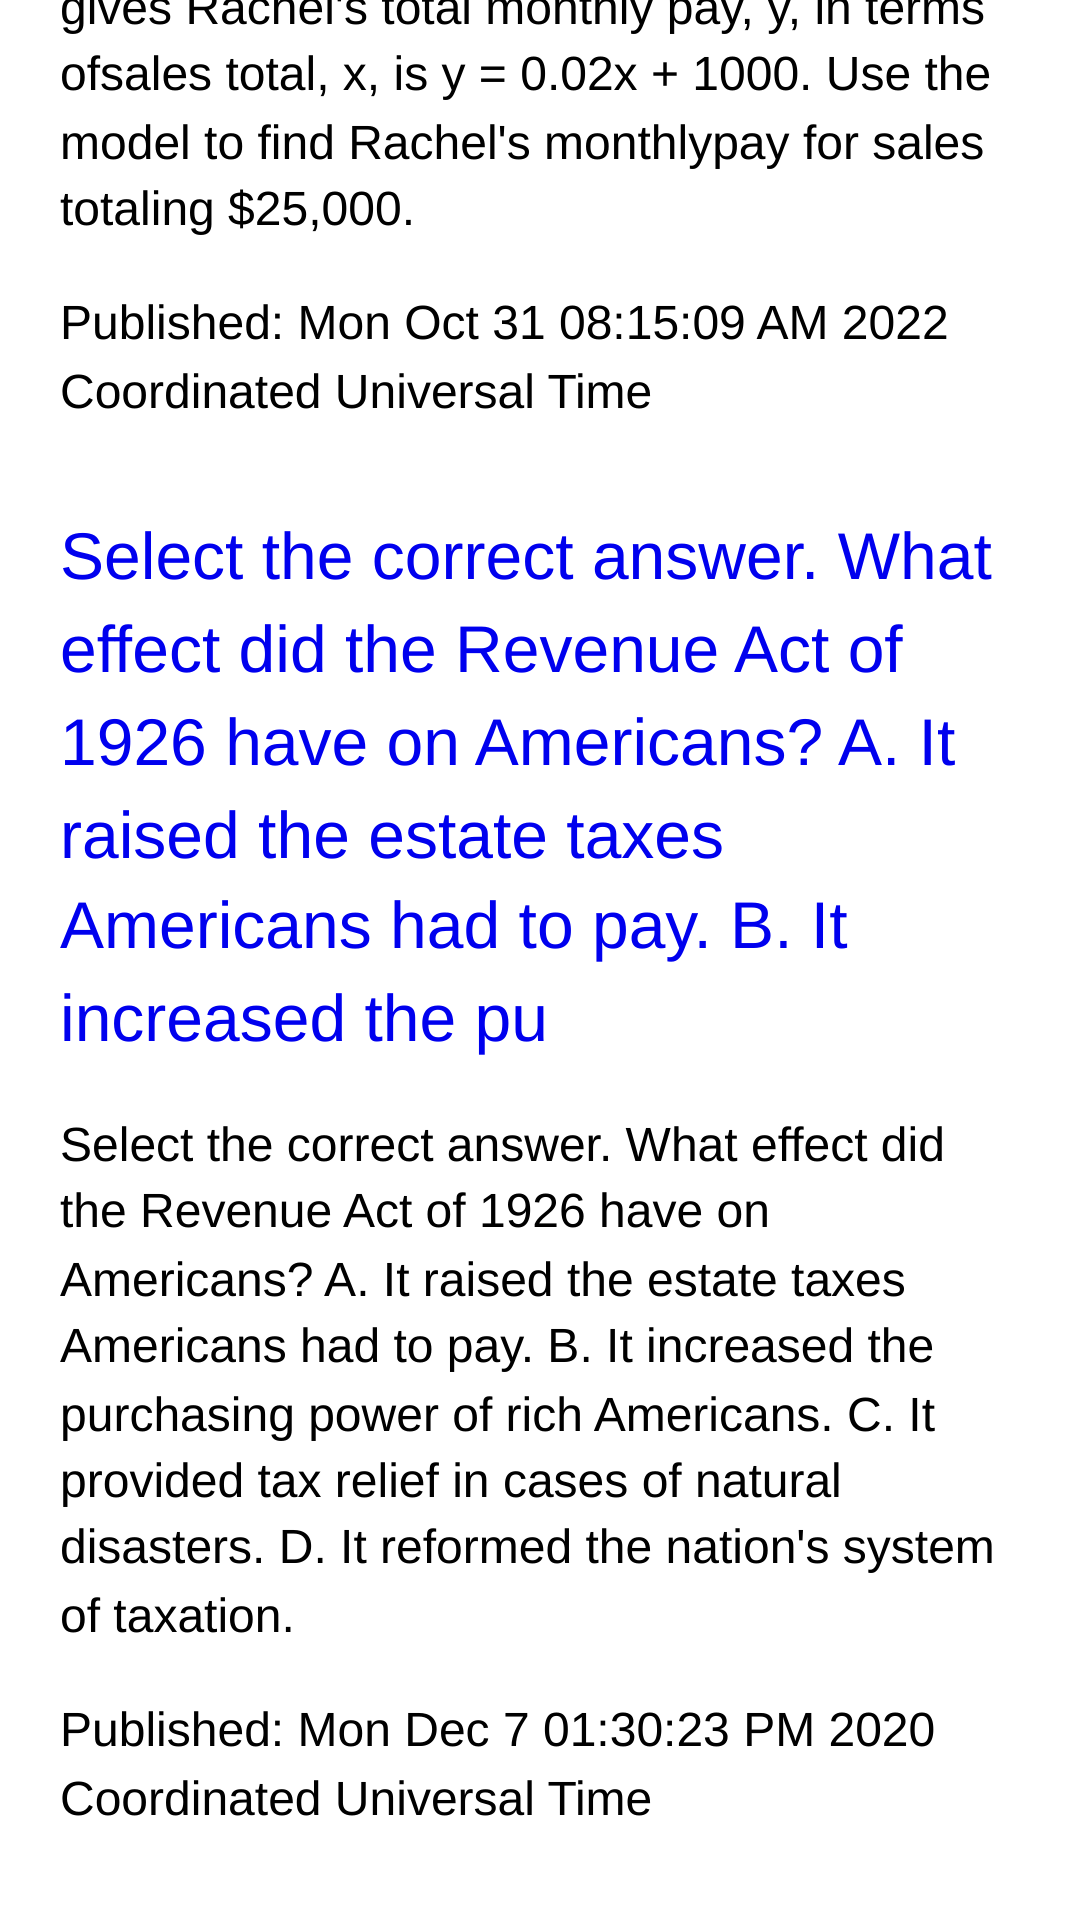 gives Rachel's total monthly pay, y, in terms
ofsales total, x, is y = 0.02x + 1000. Use the
model to find Rachel's monthlypay for sales
totaling $25,000.
Published: Mon Oct 31 08:15:09 AM 2022
Coordinated Universal Time
Select the correct answer. What
effect did the Revenue Act of
1926 have on Americans? A. It
raised the estate taxes
Americans had to pay. B. It
increased the pu
Select the correct answer. What effect did
the Revenue Act of 1926 have on
Americans? A. It raised the estate taxes
Americans had to pay. B. It increased the
purchasing power of rich Americans. C. It
provided tax relief in cases of natural
disasters. D. It reformed the nation's system
of taxation.
Published: Mon Dec 7 01:30:23 PM 2020
Coordinated Universal Time